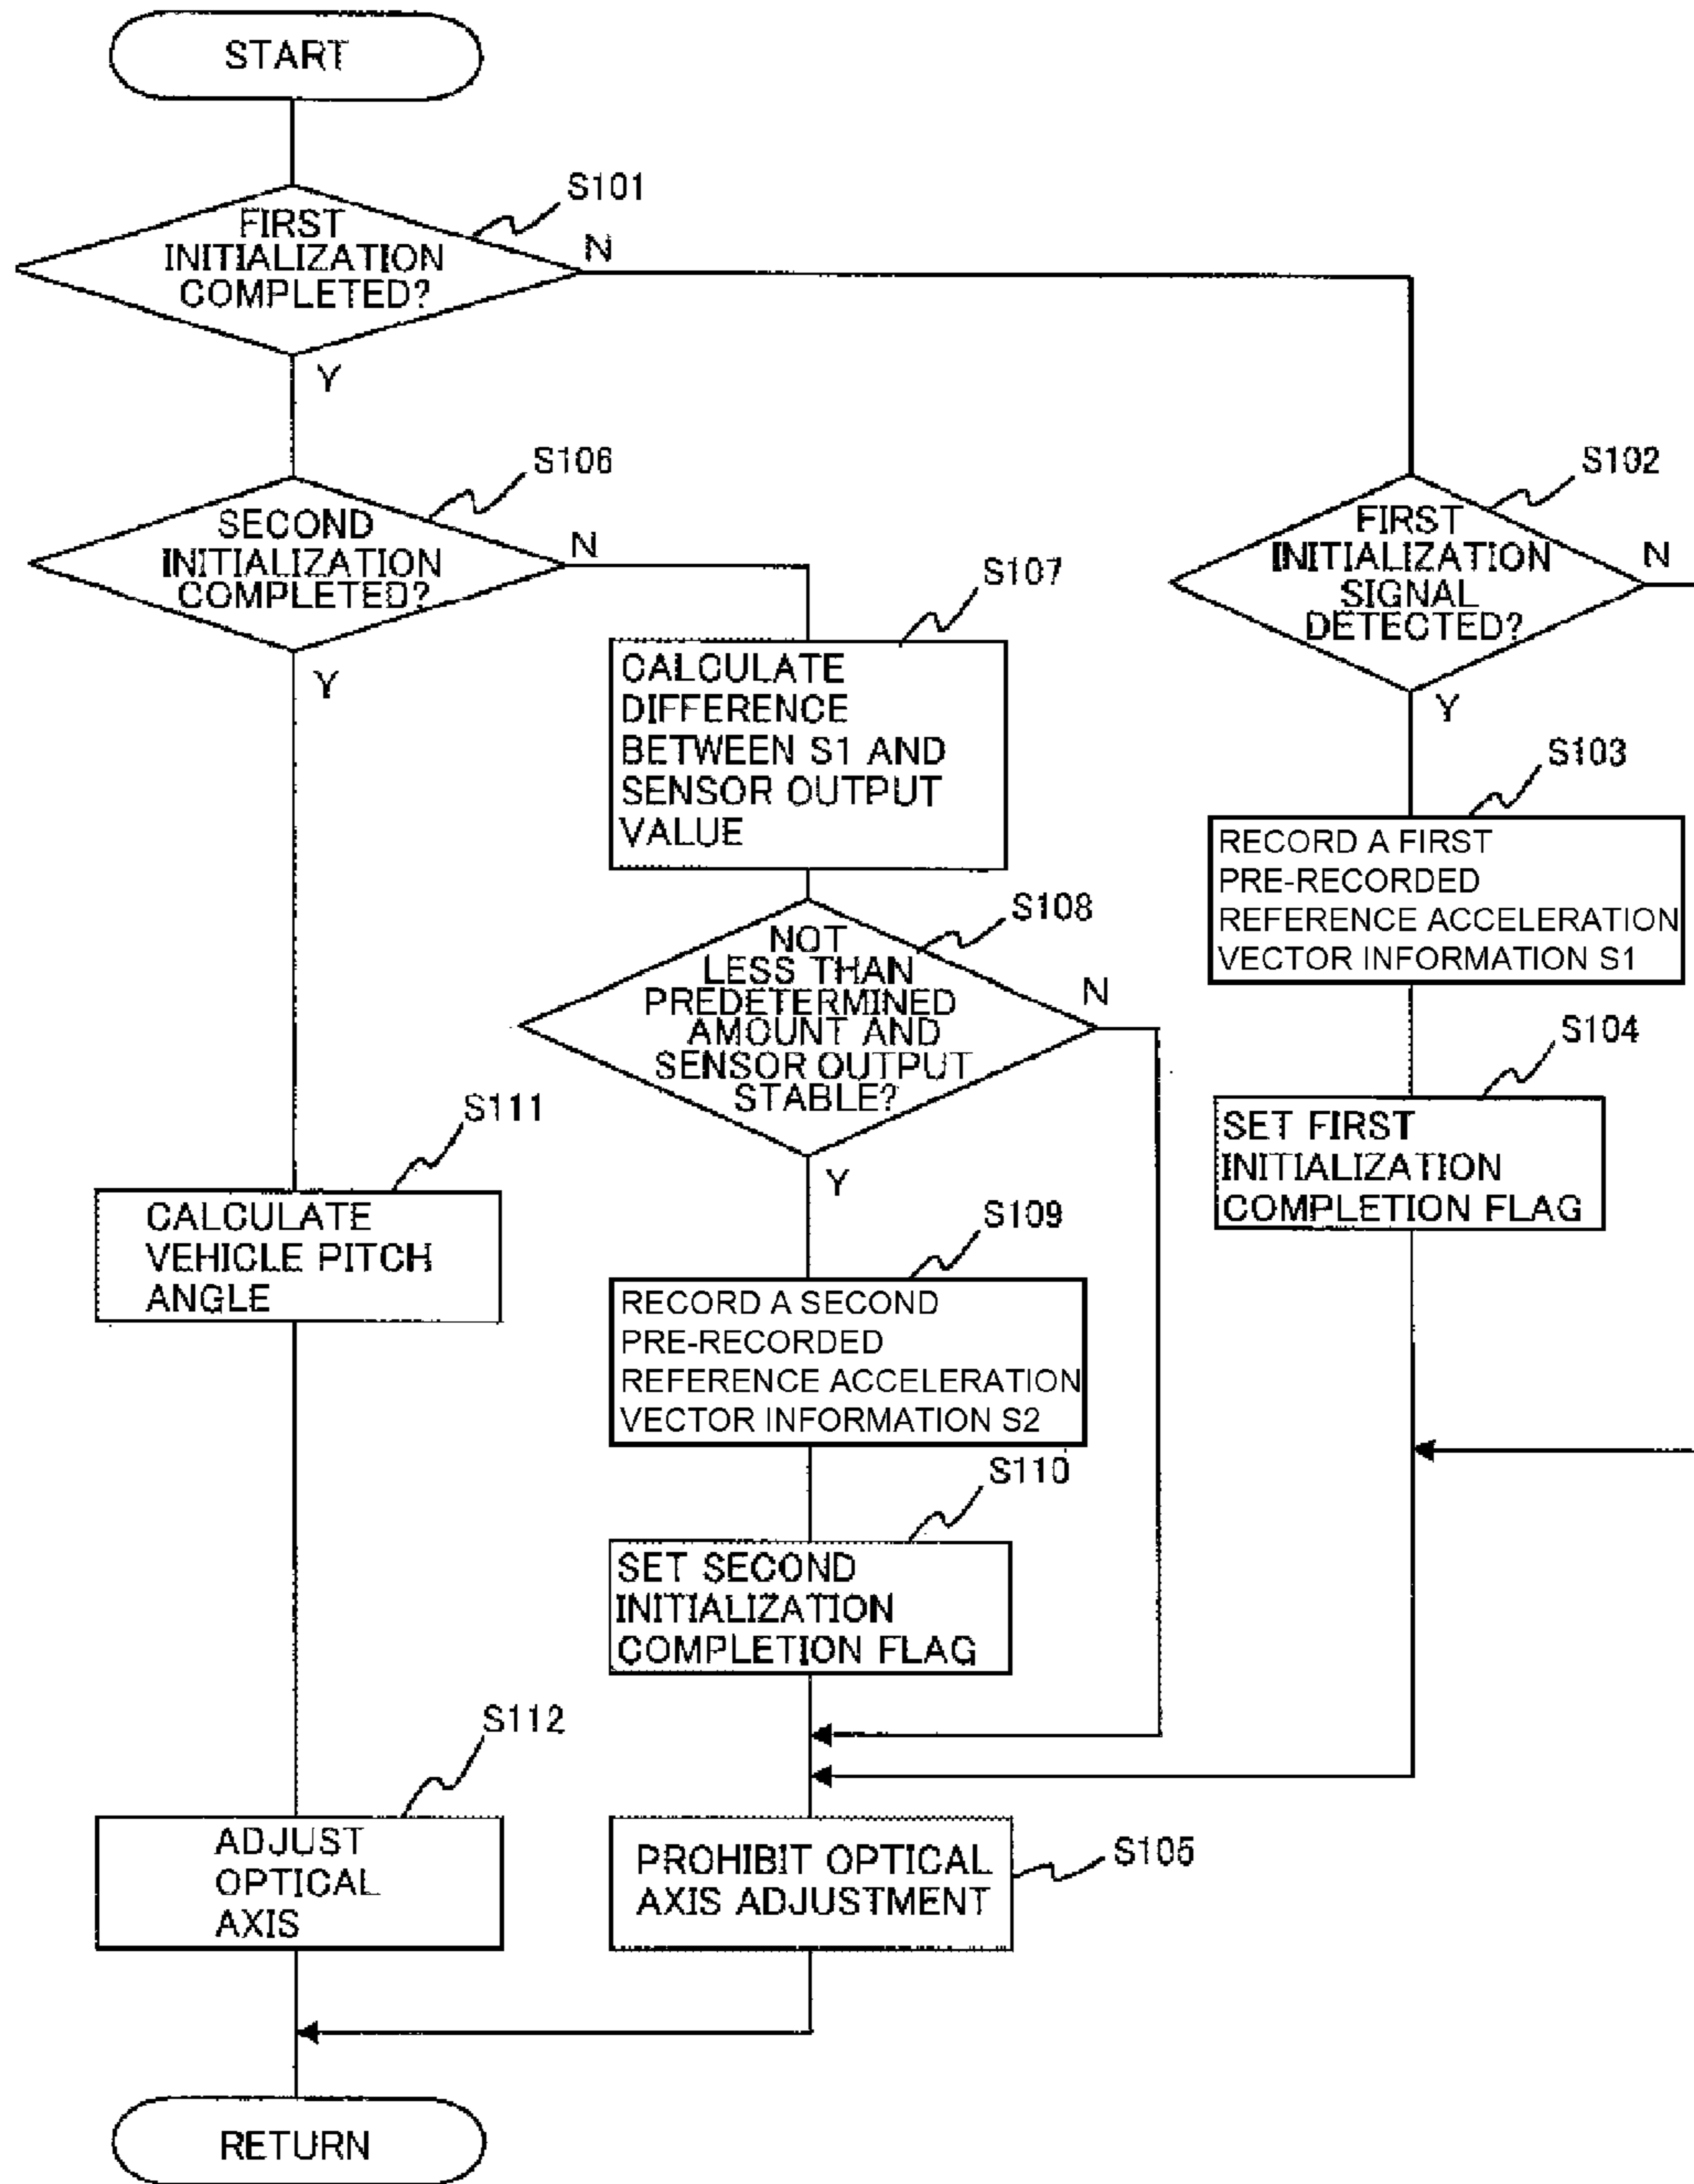 START
S101
FIRST
INITIALIZATION
COMPLETED?
N
Y
S106
SECOND
INITIALIZATION
COMPLETED?
N
Y
S102
FIRST
INITIALIZATION
SIGNAL
DETECTED?
N
Y
S107
CALCULATE
DIFFERENCE
BETWEEN S1 AND
SENSOR OUTPUT
VALUE
S103
RECORD A FIRST
PRE-RECORDED
REFERENCE ACCELERATION
VECTOR INFORMATION S1
S108
NOT
LESS THAN
PREDETERMINED
AMOUNT AND
SENSOR OUTPUT
STABLE?
N
Y
S104
SET FIRST
INITIALIZATION
COMPLETION FLAG
S111
CALCULATE
VEHICLE PITCH
ANGLE
S109
RECORD A SECOND
PRE-RECORDED
REFERENCE ACCELERATION
VECTOR INFORMATION S2
S110
SET SECOND
INITIALIZATION
COMPLETION FLAG
S112
ADJUST
OPTICAL
AXIS
S105
PROHIBIT OPTICAL
AXIS ADJUSTMENT
RETURN